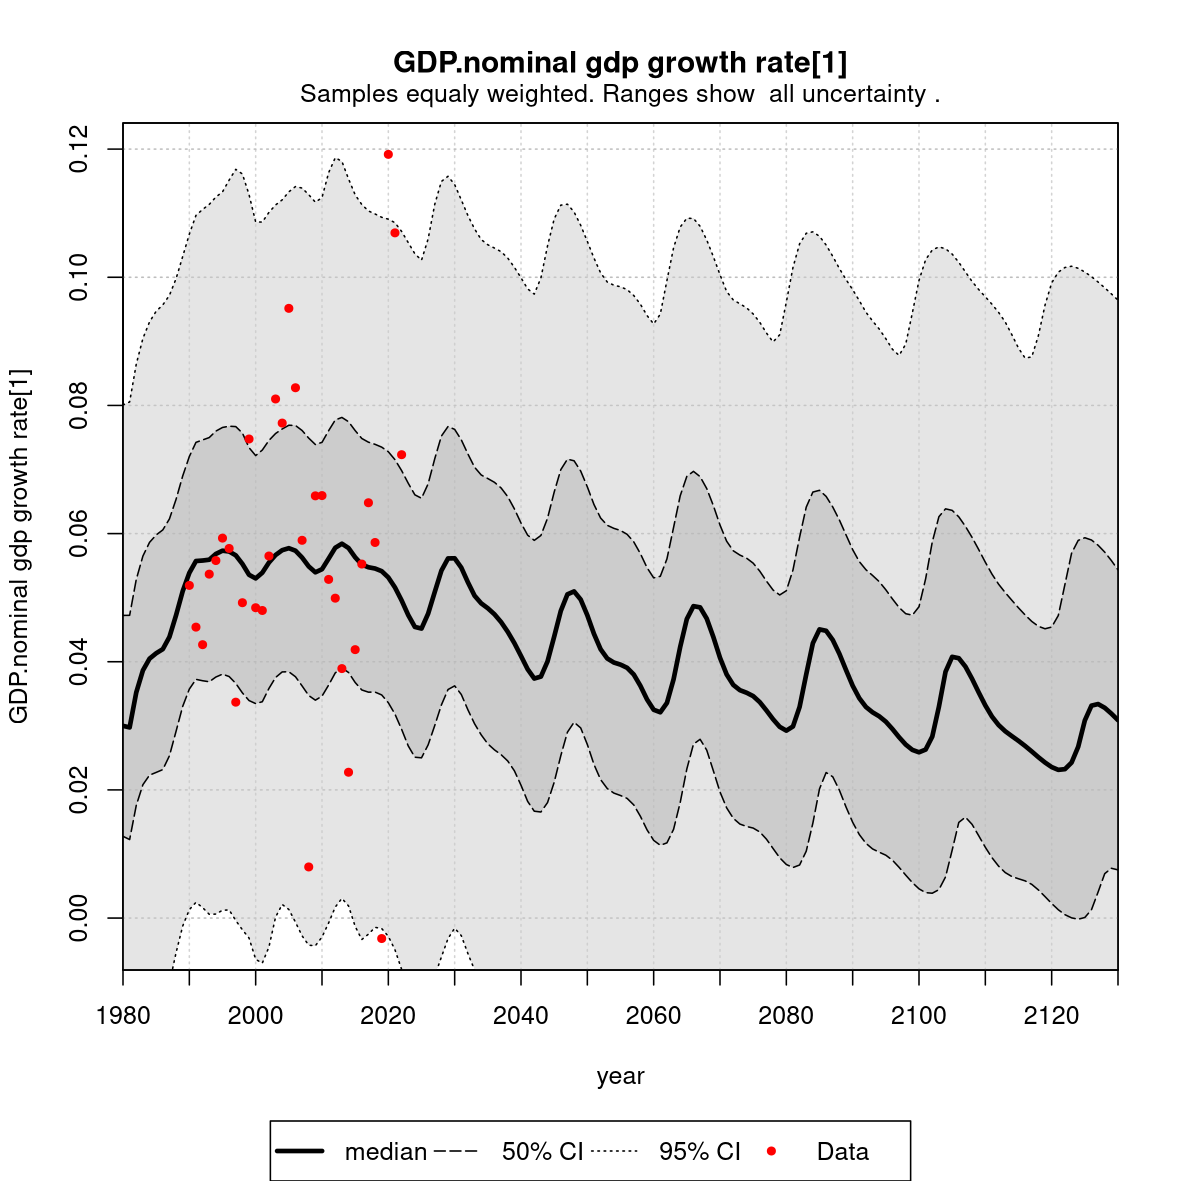 GDP.nominal gdp growth rate[1]
Samples equaly weighted. Ranges show  all uncertainty .
GDP.nominal gdp growth rate[1]
0.12
0.10
0.08
0.06
0.04
0.02
0.00
1980 2000 2020 2040 2060 2080 2100 2120
year
median 50% CI 95% CI Data